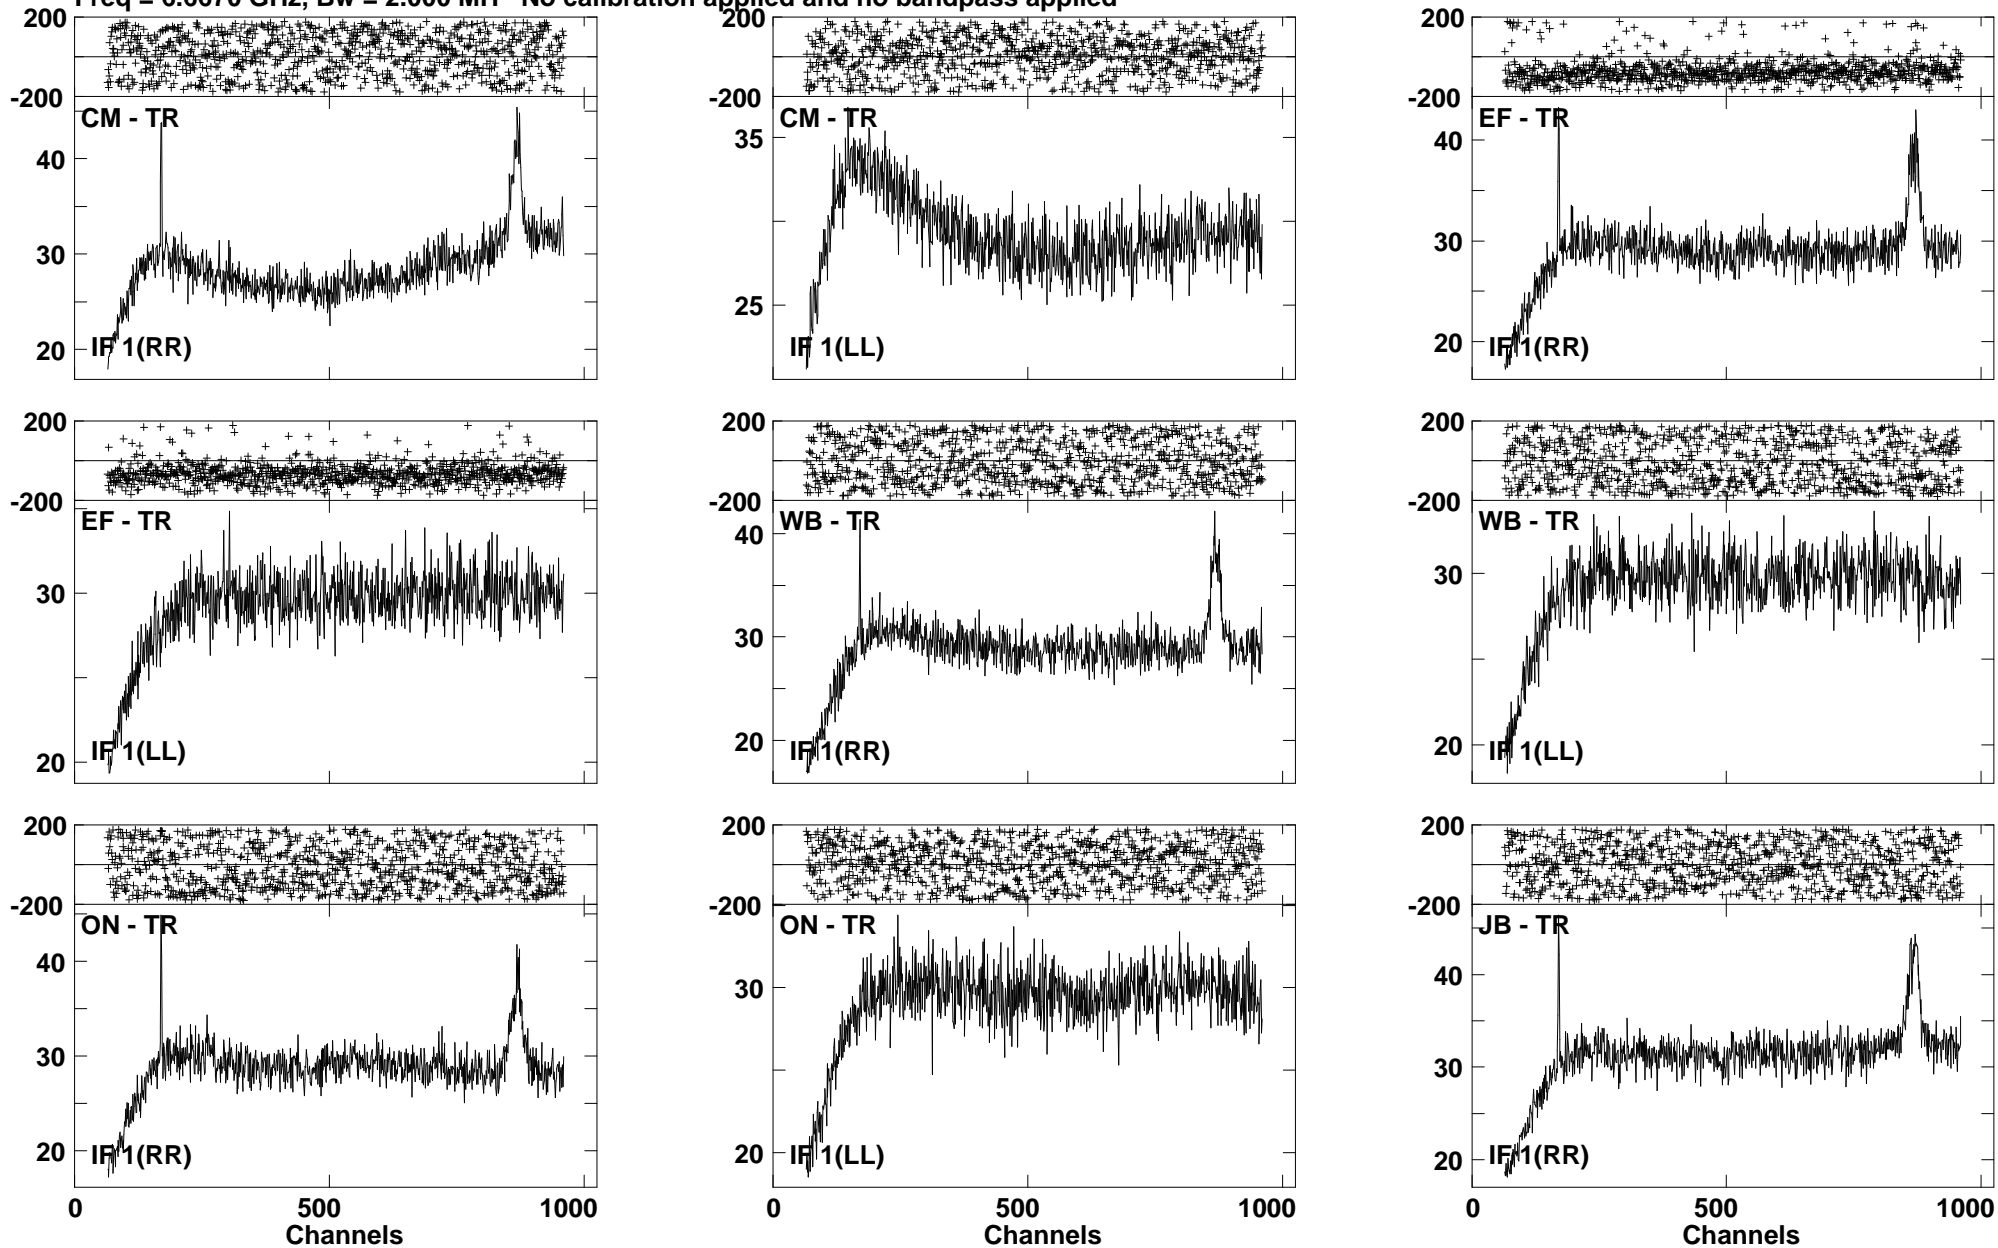 No calibration applied and no bandpass applied
200
-200
CM - TR
40
30
20
IF 1(RR)
200
-200
CM - TR
35
25
IF 1(LL)
200
-200
EF - TR
40
30
20
IF 1(RR)
200
-200
EF - TR
30
20
IF 1(LL)
200
-200
WB - TR
40
30
20
IF 1(RR)
200
-200
WB - TR
30
20
IF 1(LL)
200
-200
ON - TR
40
30
20
IF 1(RR)
0 500 1000
Channels
200
-200
ON - TR
30
20
IF 1(LL)
0 500 1000
Channels
200
-200
JB - TR
40
30
20
IF 1(RR)
0 500 1000
Channels